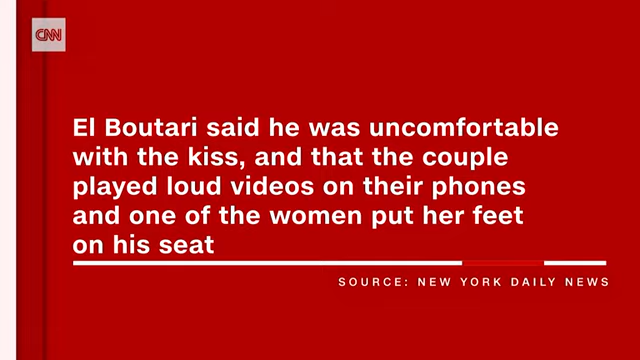 CNN
El Boutari said he was uncomfortable
with the kiss, and that the couple
played loud videos on their phones
and one of the women put her feet
on his seat
SOURCE: NEW YORK DAILY NEWS